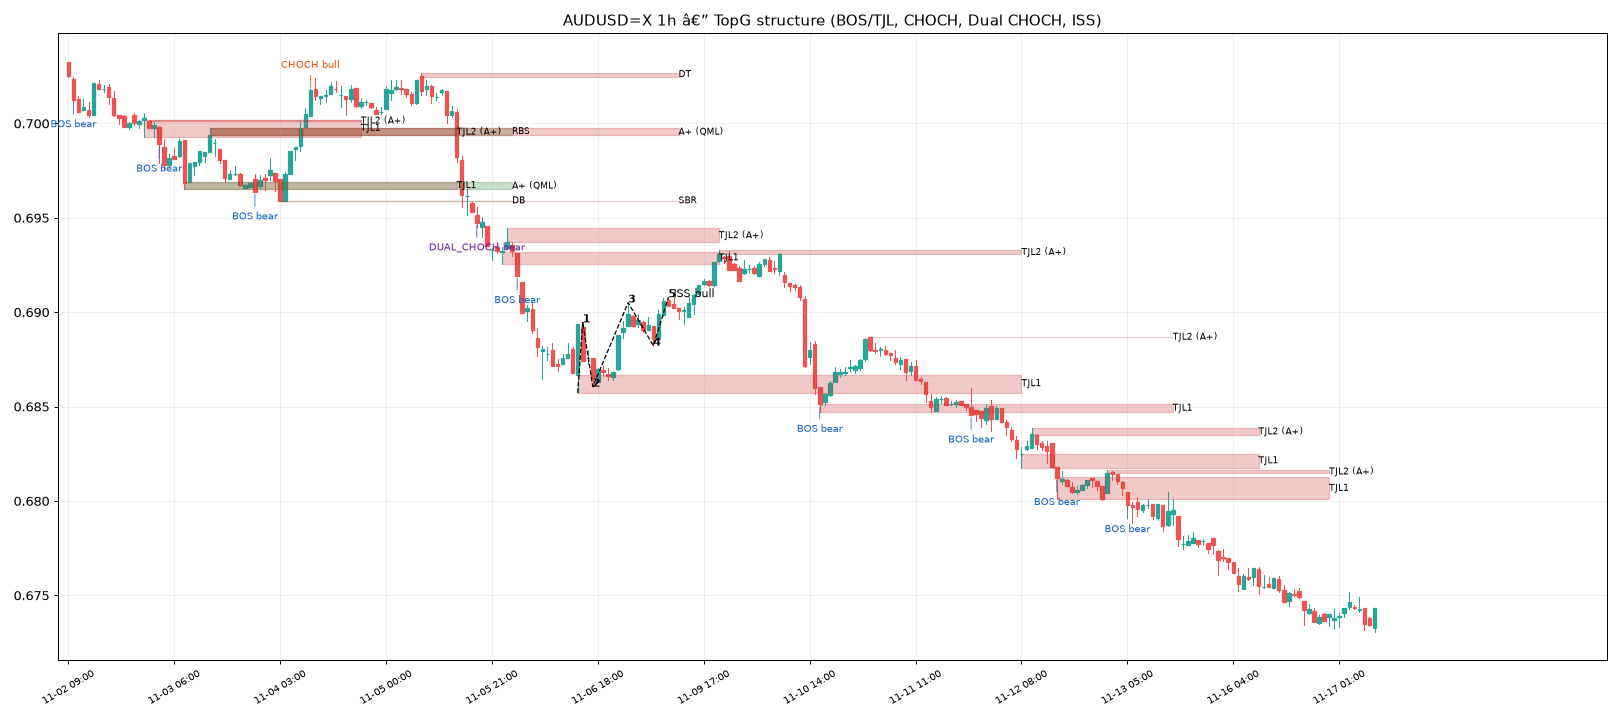 AUDUSD=X 1h â€” TopG structure (BOS/TJL, CHOCH, Dual CHOCH, ISS)
CHOCH bull
DT
0.700
BOS bear
TJL2 (A+)
TJL1
TJL2 (A+)
RBS
A+ (QML)
BOS bear
TJL1
A+ (QML)
DB
SBR
0.695
BOS bear
TJL2 (A+)
DUAL_CHOCH bear
TJL2 (A+)
TJL1
BOS bear
ISS bull
1
2
3
4
5
0.690
TJL2 (A+)
TJL1
0.685
TJL1
BOS bear
BOS bear
TJL2 (A+)
TJL1
TJL2 (A+)
TJL1
0.680
BOS bear
BOS bear
0.675
11-02 09:00
11-03 06:00
11-04 03:00
11-05 00:00
11-05 21:00
11-06 18:00
11-09 17:00
11-10 14:00
11-11 11:00
11-12 08:00
11-13 05:00
11-16 04:00
11-17 01:00